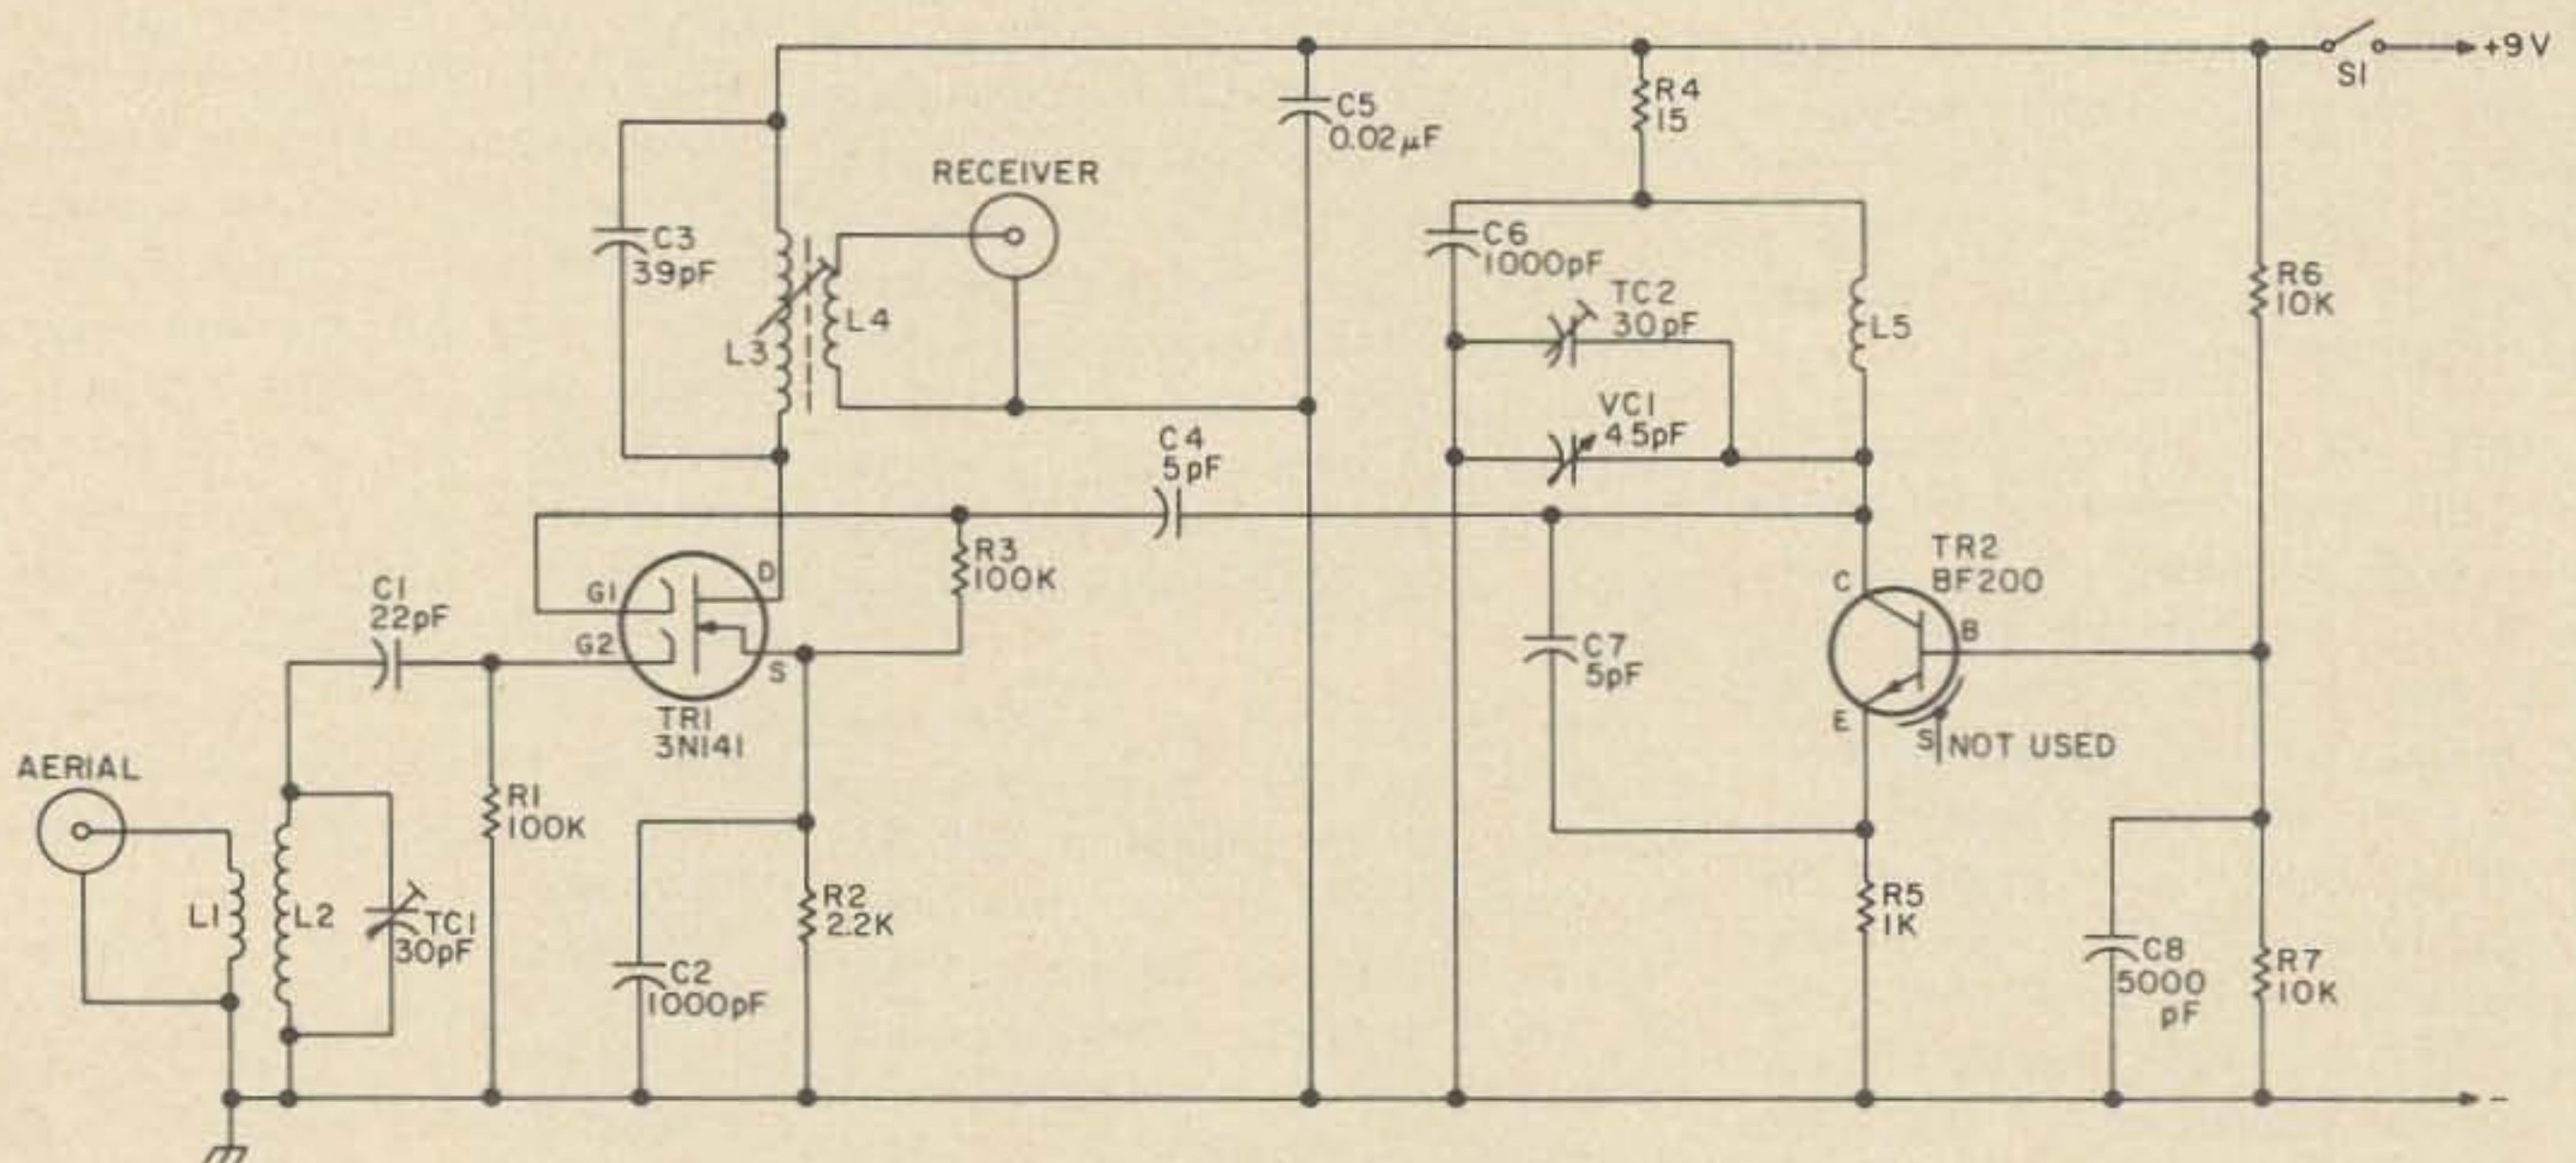 +9V
S1
R4
15
C5
0.02µF
RECEIVER
C3
39pF
L3
L4
C6
1000pF
TC2
30pF
L5
R6
10K
VC1
4.5pF
C4
5pF
R3
100K
TR2
BF200
C
B
E
S
NOT USED
C1
22pF
G1
G2
D
S
TR1
3N141
C7
5pF
AERIAL
R1
100K
L1
L2
TC1
30pF
R2
2.2K
C2
1000pF
R5
1K
C8
5000
pF
R7
10K
-